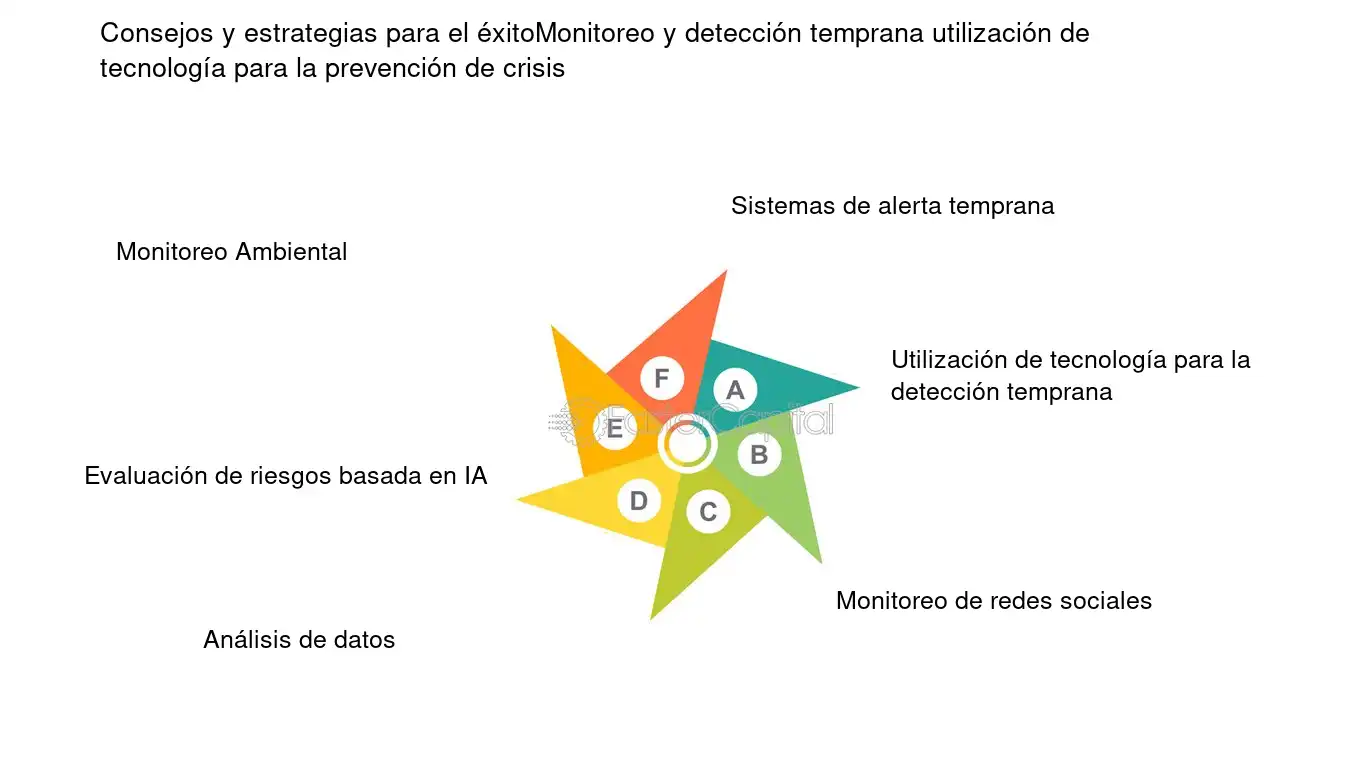 Consejos y estrategias para el éxitoMonitoreo y detección temprana utilización de
tecnología para la prevención de crisis
Sistemas de alerta temprana
Monitoreo Ambiental
Utilización de tecnología para la
detección temprana
F
A
FasterCapital
E
B
Evaluación de riesgos basada en IA
D
C
Monitoreo de redes sociales
Análisis de datos